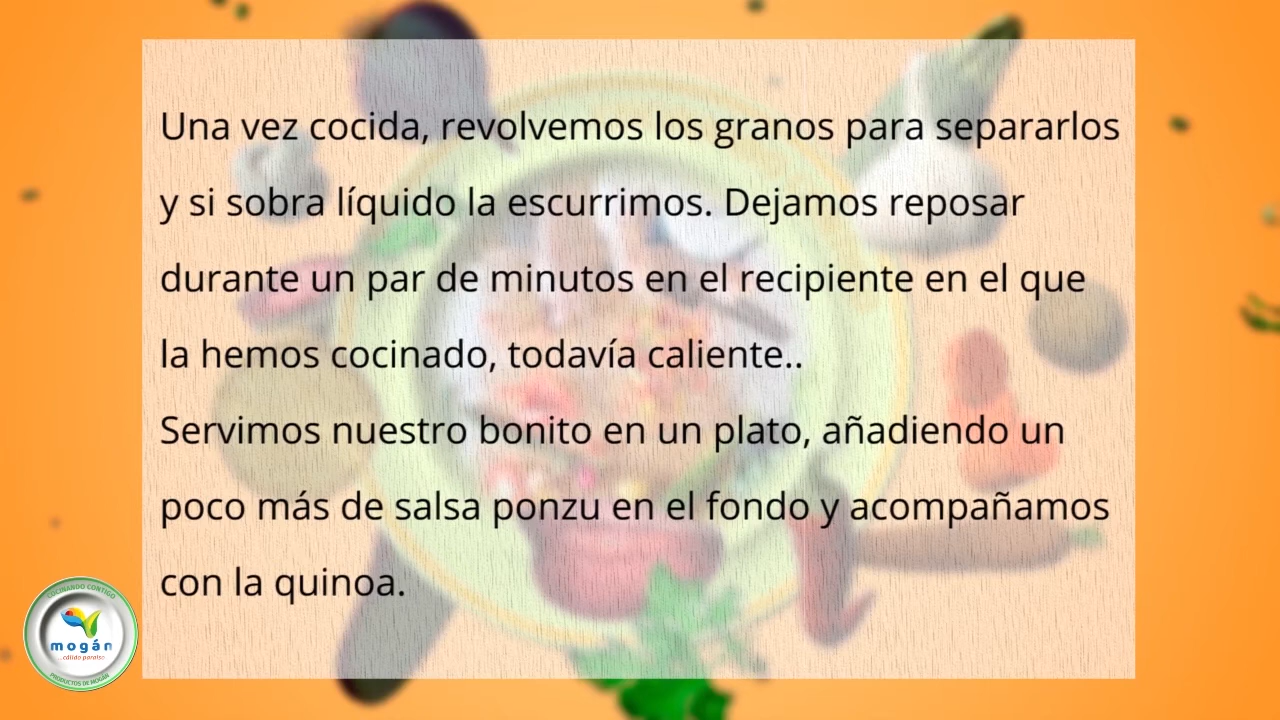 Una vez cocida, revolvemos los granos para separarlos
y si sobra líquido la escurrimos. Dejamos reposar
durante un par de minutos en el recipiente en el que
la hemos cocinado, todavía caliente..
Servimos nuestro bonito en un plato, añadiendo un
poco más de salsa ponzu en el fondo y acompañamos
con la quinoa.
COCINANDO CONTIGO
mogán
...cálido paraíso
PRODUCTOS DE MOGÁN